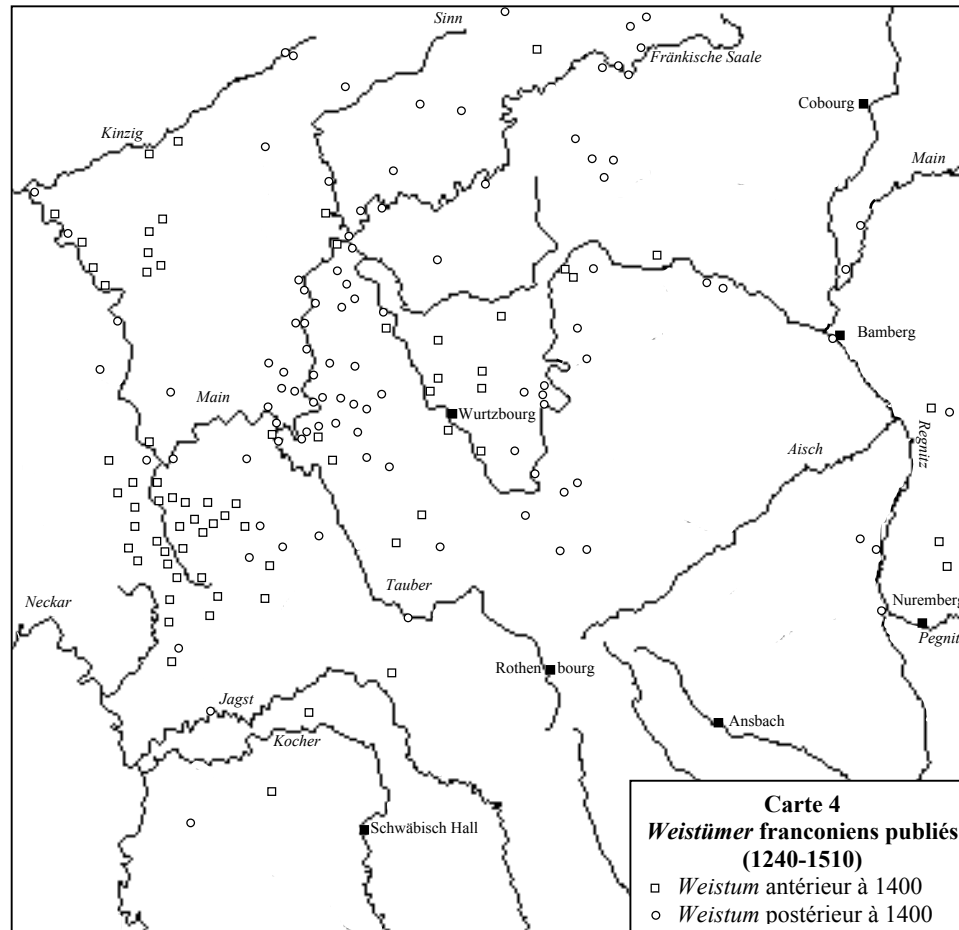 Sinn
Fränkische Saale
Cobourg
Kinzig
Main
Bamberg
Main
Wurtzbourg
Regnitz
Aisch
Tauber
Neckar
Nuremberg
Pegnit
Rothenbourg
Jagst
Ansbach
Kocher
Schwäbisch Hall
Carte 4
Weistümer franconiens publiés
(1240-1510)
Weistum antérieur à 1400
Weistum postérieur à 1400